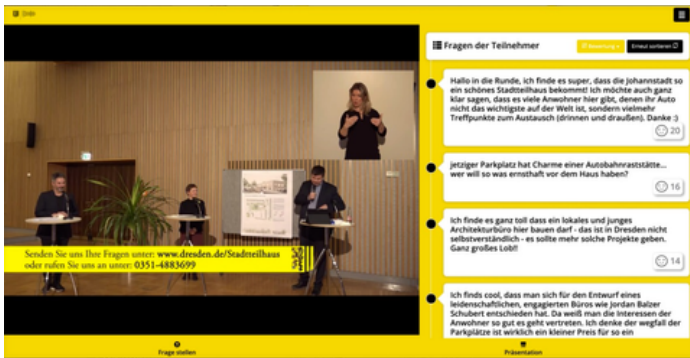 Fragen der Teilnehmer
Bewertung
Erneut sortieren
Hallo in die Runde, ich finde es super, dass die Johannstadt so
ein schönes Stadtteilhaus bekommt! Ich möchte auch ganz
klar sagen, dass es viele Anwohner hier gibt, denen ihr Auto
nicht das wichtigste auf der Welt ist, sondern vielmehr
Treffpunkte zum Austausch (drinnen und draußen). Danke :)
20
jetziger Parkplatz hat Charme einer Autobahnraststätte...
wer will so was ernsthaft vor dem Haus haben?
16
Ich finde es ganz toll dass ein lokales und junges
Architekturbüro hier bauen darf - das ist in Dresden nicht
selbstverständlich - es sollte mehr solche Projekte geben.
Ganz großes Lob!!
14
Ich finds cool, dass man sich für den Entwurf eines
leidenschaftlichen, engagierten Büros wie Jordan Balzer
Schubert entschieden hat. Da weiß man die Interessen der
Anwohner so gut es geht vertreten. Ich denke der wegfall der
Parkplätze ist wirklich ein kleiner Preis für so ein
Senden Sie uns Ihre Fragen unter: www.dresden.de/Stadtteilhaus
oder rufen Sie uns an unter: 0351-4883699
Frage stellen
Präsentation